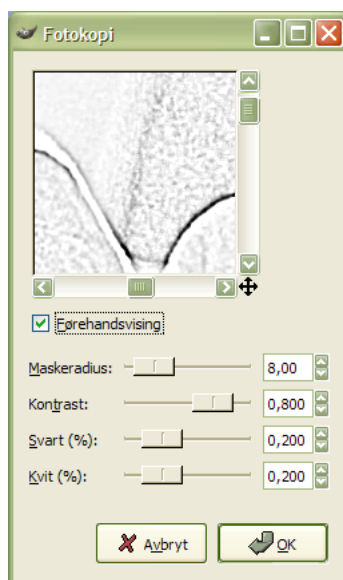 Fotokopi
Førehandsvising
Maskeradius: 8,00
Kontrast: 0,800
Svart (%): 0,200
Kvit (%): 0,200
Avbryt OK